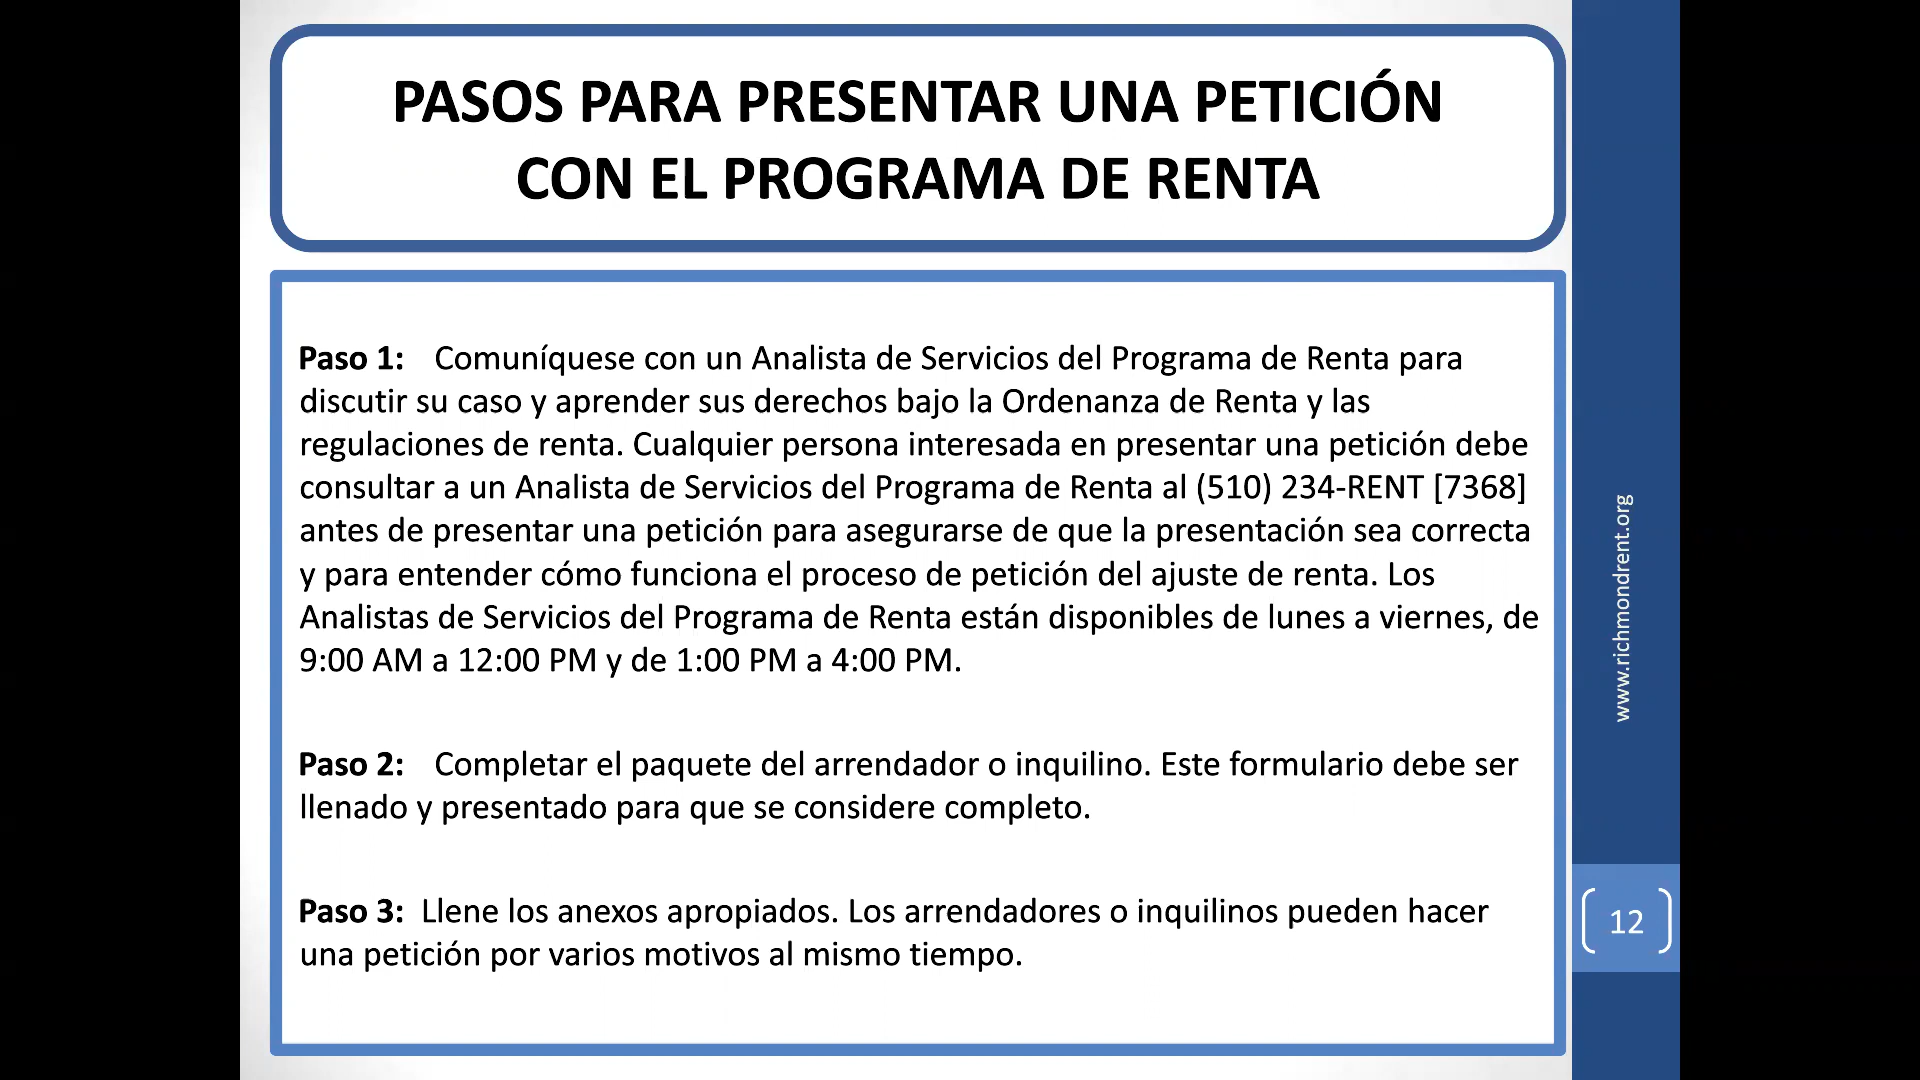 PASOS PARA PRESENTAR UNA PETICIÓN
CON EL PROGRAMA DE RENTA
Paso 1: Comuníquese con un Analista de Servicios del Programa de Renta para
discutir su caso y aprender sus derechos bajo la Ordenanza de Renta y las
regulaciones de renta. Cualquier persona interesada en presentar una petición debe
consultar a un Analista de Servicios del Programa de Renta al (510) 234-RENT [7368]
antes de presentar una petición para asegurarse de que la presentación sea correcta
y para entender cómo funciona el proceso de petición del ajuste de renta. Los
Analistas de Servicios del Programa de Renta están disponibles de lunes a viernes, de
9:00 AM a 12:00 PM y de 1:00 PM a 4:00 PM.
Paso 2: Completar el paquete del arrendador o inquilino. Este formulario debe ser
llenado y presentado para que se considere completo.
Paso 3: Llene los anexos apropiados. Los arrendadores o inquilinos pueden hacer
una petición por varios motivos al mismo tiempo.
www.richmondrent.org
12